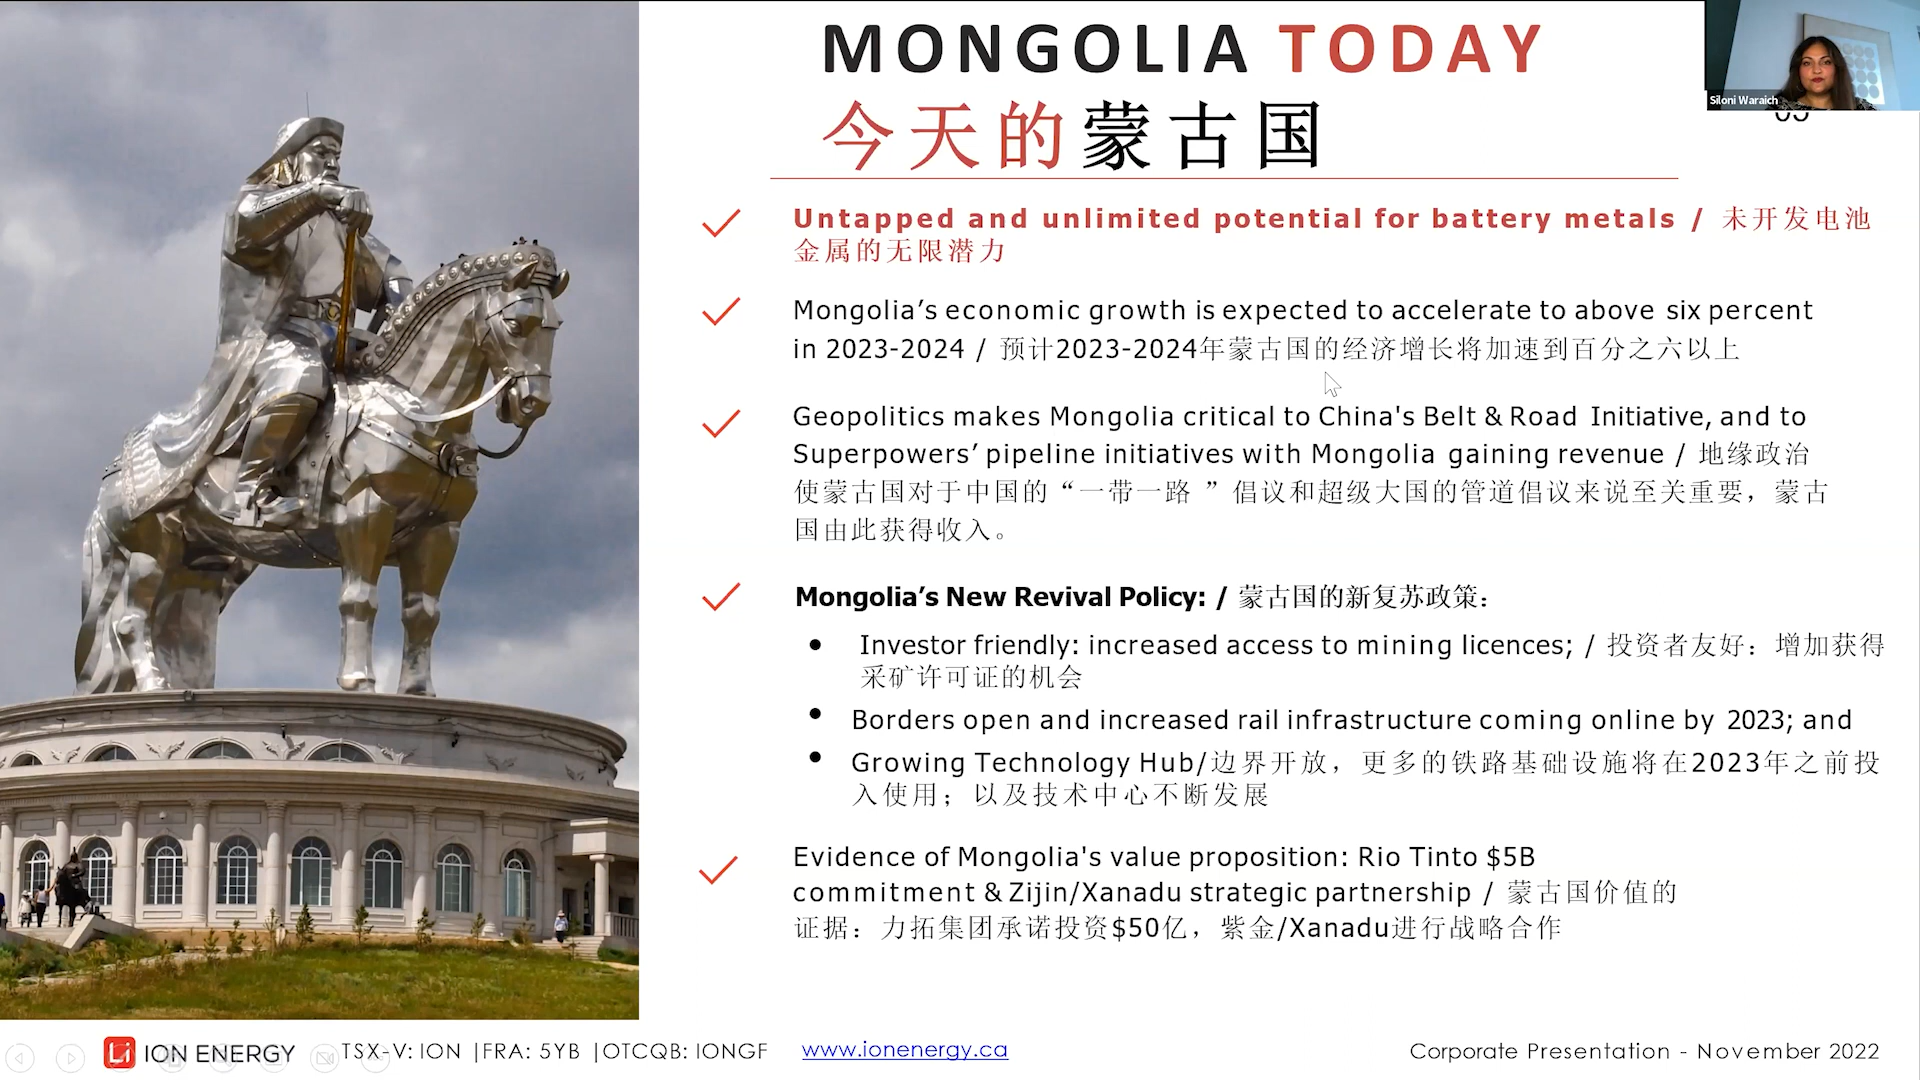 MONGOLIA TODAY
今天的蒙古国
Siloni Waraich
Untapped and unlimited potential for battery metals / 未开发电池
金属的无限潜力
Mongolia’s economic growth is expected to accelerate to above six percent
in 2023-2024 / 预计2023-2024年蒙古国的经济增长将加速到百分之六以上
Geopolitics makes Mongolia critical to China's Belt & Road Initiative, and to
Superpowers’ pipeline initiatives with Mongolia gaining revenue / 地缘政治
使蒙古国对于中国的“一带一路 ”倡议和超级大国的管道倡议来说至关重要，蒙古
国由此获得收入。
Mongolia’s New Revival Policy: / 蒙古国的新复苏政策：
Investor friendly: increased access to mining licences; / 投资者友好：增加获得
采矿许可证的机会
Borders open and increased rail infrastructure coming online by 2023; and
Growing Technology Hub/边界开放，更多的铁路基础设施将在2023年之前投
入使用；以及技术中心不断发展
Evidence of Mongolia's value proposition: Rio Tinto $5B
commitment & Zijin/Xanadu strategic partnership / 蒙古国价值的
证据：力拓集团承诺投资$50亿，紫金/Xanadu进行战略合作
Li ION ENERGY TSX-V: ION |FRA: 5YB |OTCQB: IONGF www.ionenergy.ca Corporate Presentation - November 2022